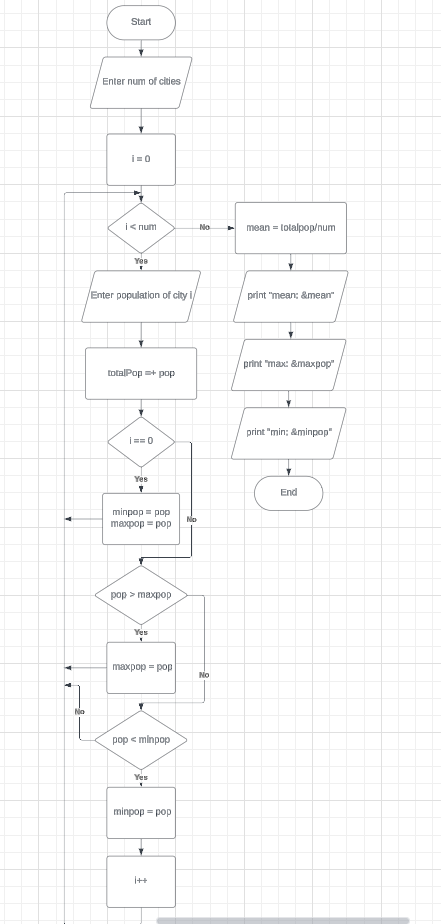 Start
Enter num of cities
i = 0
i < num
No
mean = totalpop/num
Yes
Enter population of city i
print "mean; &mean"
totalPop =+ pop
print "max: &maxpop"
i == 0
print "min; &minpop"
Yes
End
minpop = pop
maxpop = pop
No
pop > maxpop
Yes
maxpop = pop
No
No
pop < minpop
Yes
minpop = pop
i++